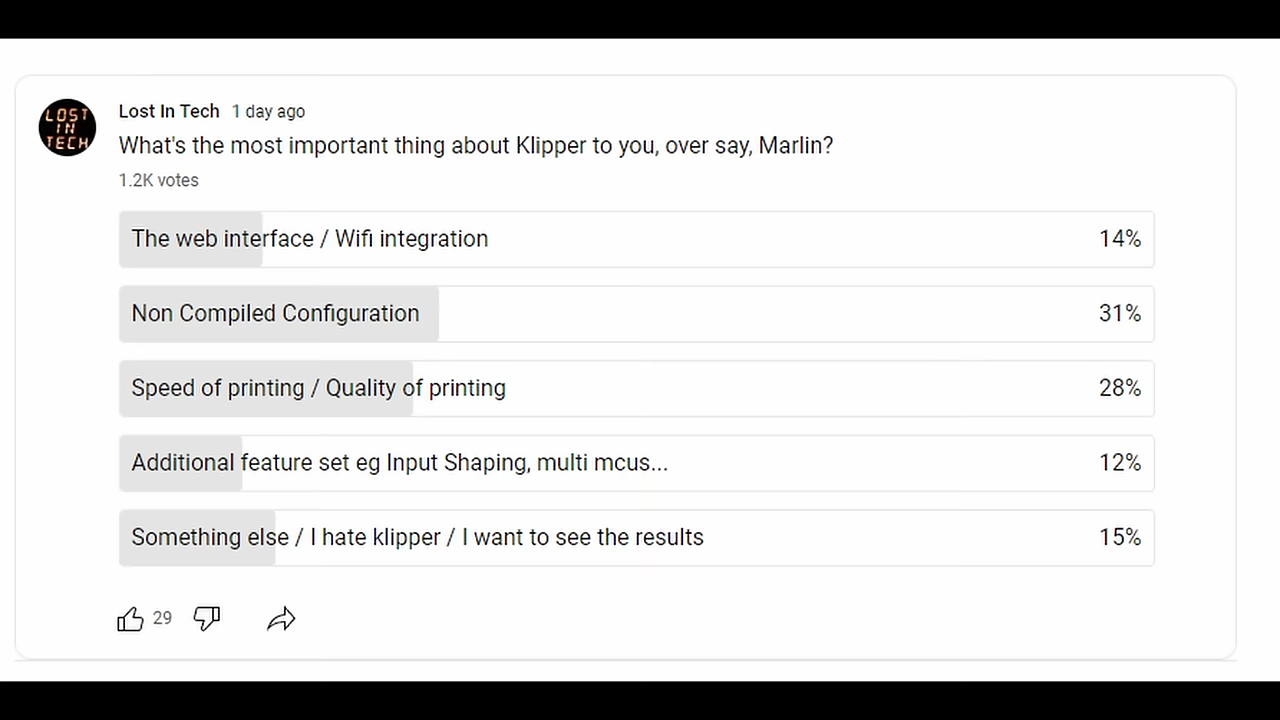 LOST
IN
TECH
Lost In Tech 1 day ago
What's the most important thing about Klipper to you, over say, Marlin?
1.2K votes
The web interface / Wifi integration 14%
Non Compiled Configuration 31%
Speed of printing / Quality of printing 28%
Additional feature set eg Input Shaping, multi mcus... 12%
Something else / I hate klipper / I want to see the results 15%
29